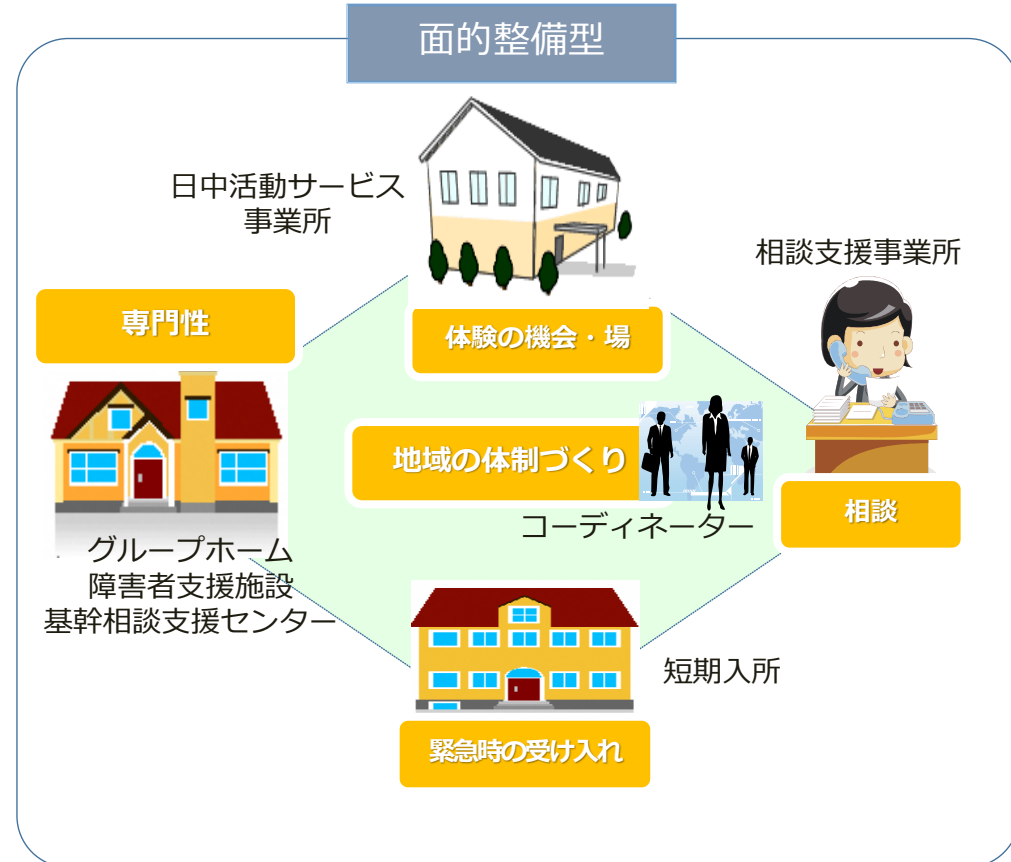 面的整備型
日中活動サービス
事業所
相談支援事業所
専門性
体験の機会・場
地域の体制づくり
コーディネーター
相談
グループホーム
障害者支援施設
基幹相談支援センター
短期入所
緊急時の受け入れ